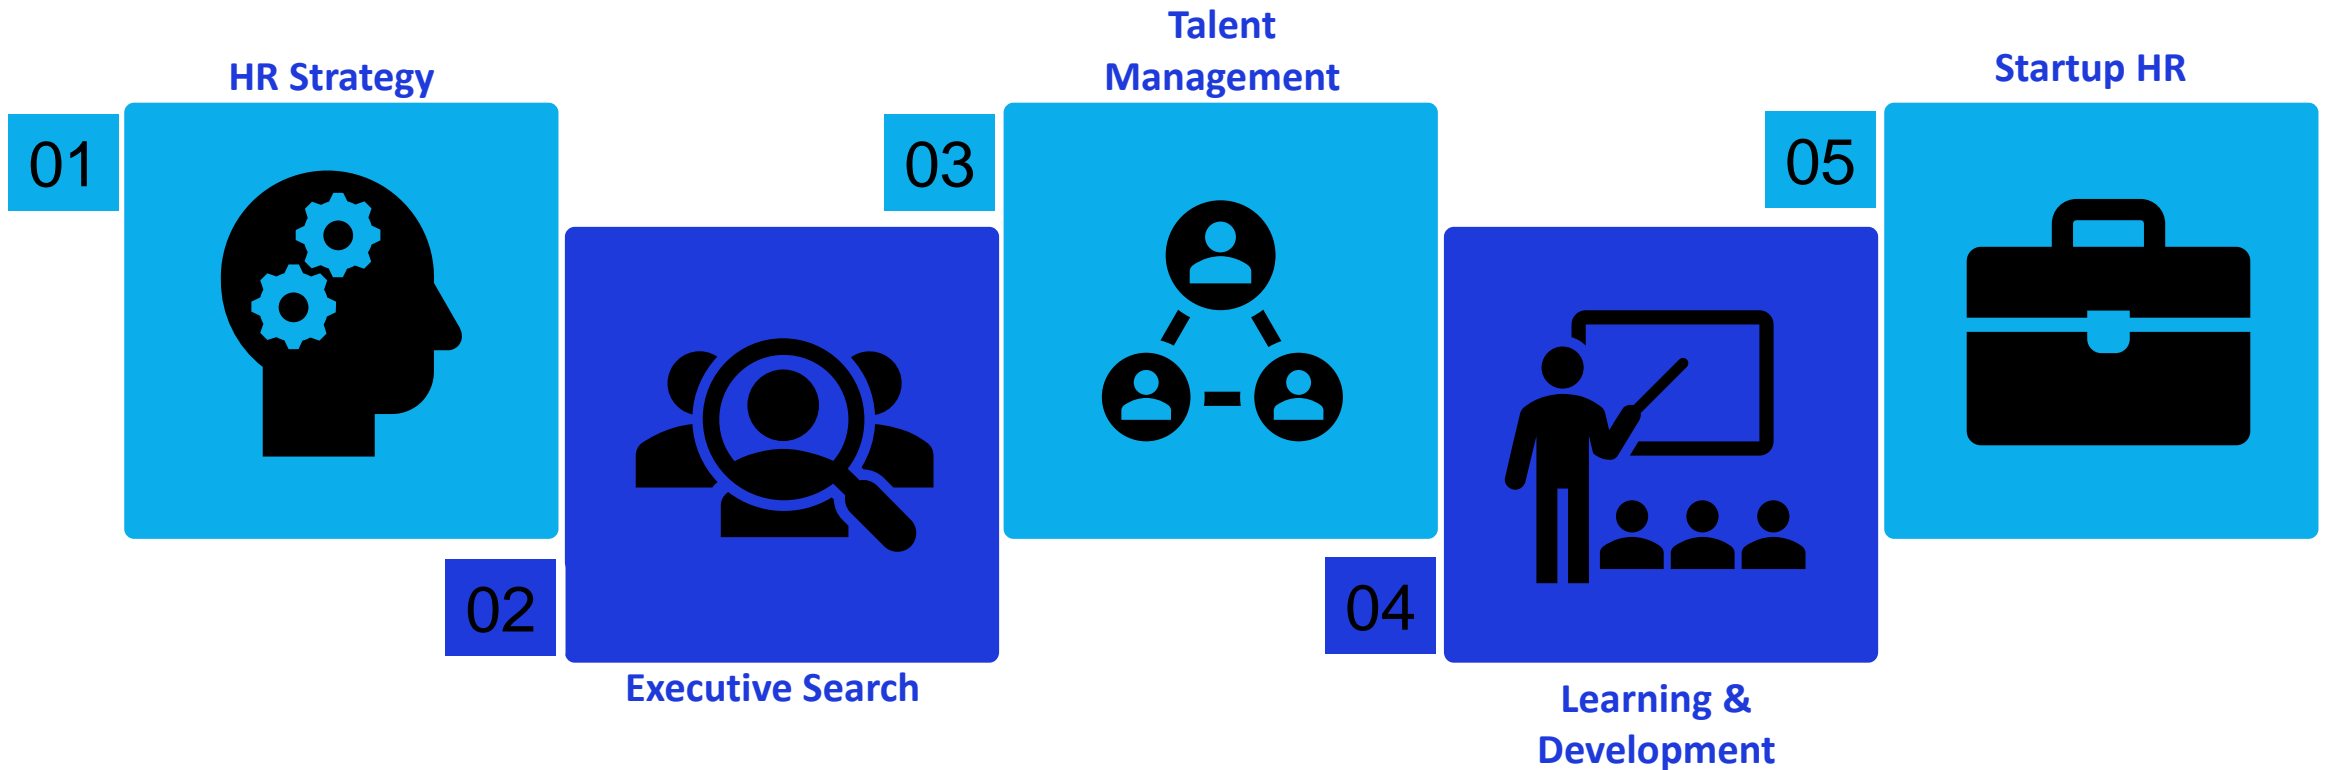 01
HR Strategy
02
Executive Search
03
Talent
Management
04
Learning &
Development
05
Startup HR